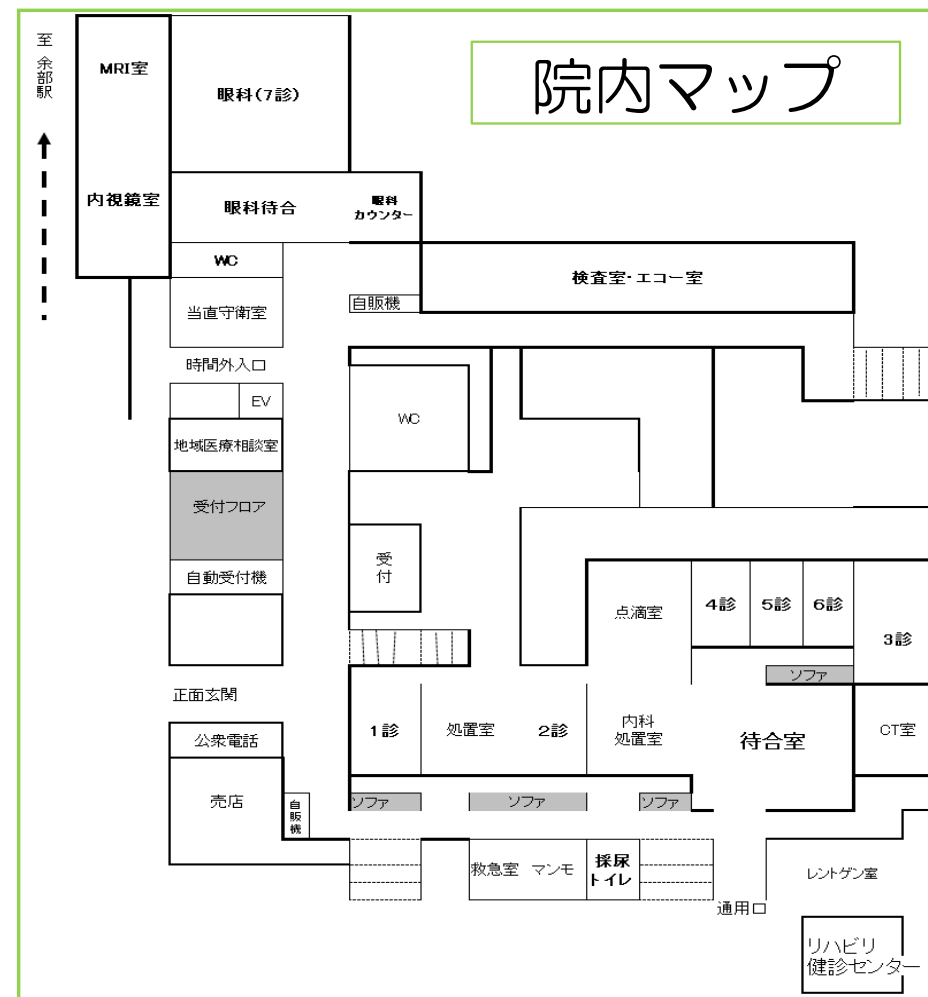 至 余部駅
院内マップ
MRI室
眼科(7診)
内視鏡室
眼科待合
眼科
カウンター
WC
検査室・エコー室
当直守衛室
自販機
時間外入口
EV
WC
地域医療相談室
受付フロア
受付
自動受付機
点滴室
4診
5診
6診
3診
ソファ
正面玄関
公衆電話
1診
処置室
2診
内科
処置室
待合室
CT室
売店
自販機
ソファ
ソファ
ソファ
救急室
マンモ
採尿
トイレ
レントゲン室
通用口
リハビリ
健診センター